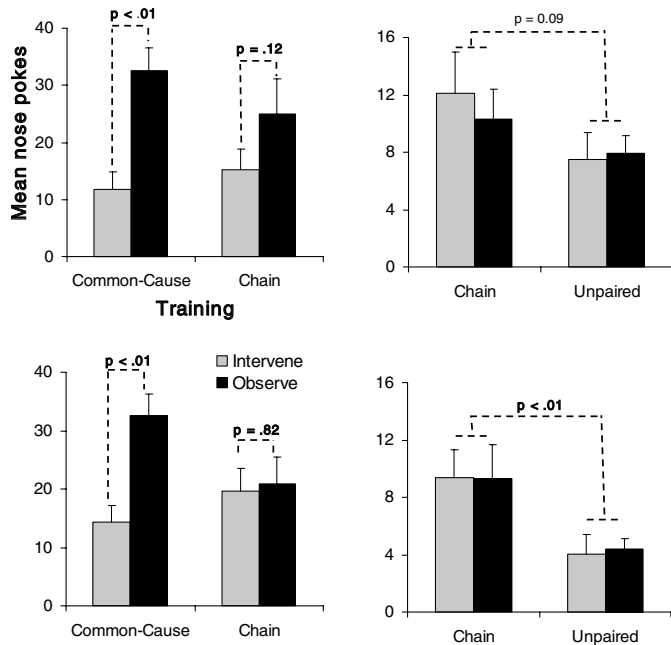 p < .01
p = .12
40
30
20
10
0
Mean nose pokes
Common-Cause
Chain
Training
p = 0.09
16
12
8
4
0
Chain
Unpaired
p < .01
Intervene
Observe
p = .82
40
30
20
10
0
Common-Cause
Chain
p < .01
16
12
8
4
0
Chain
Unpaired